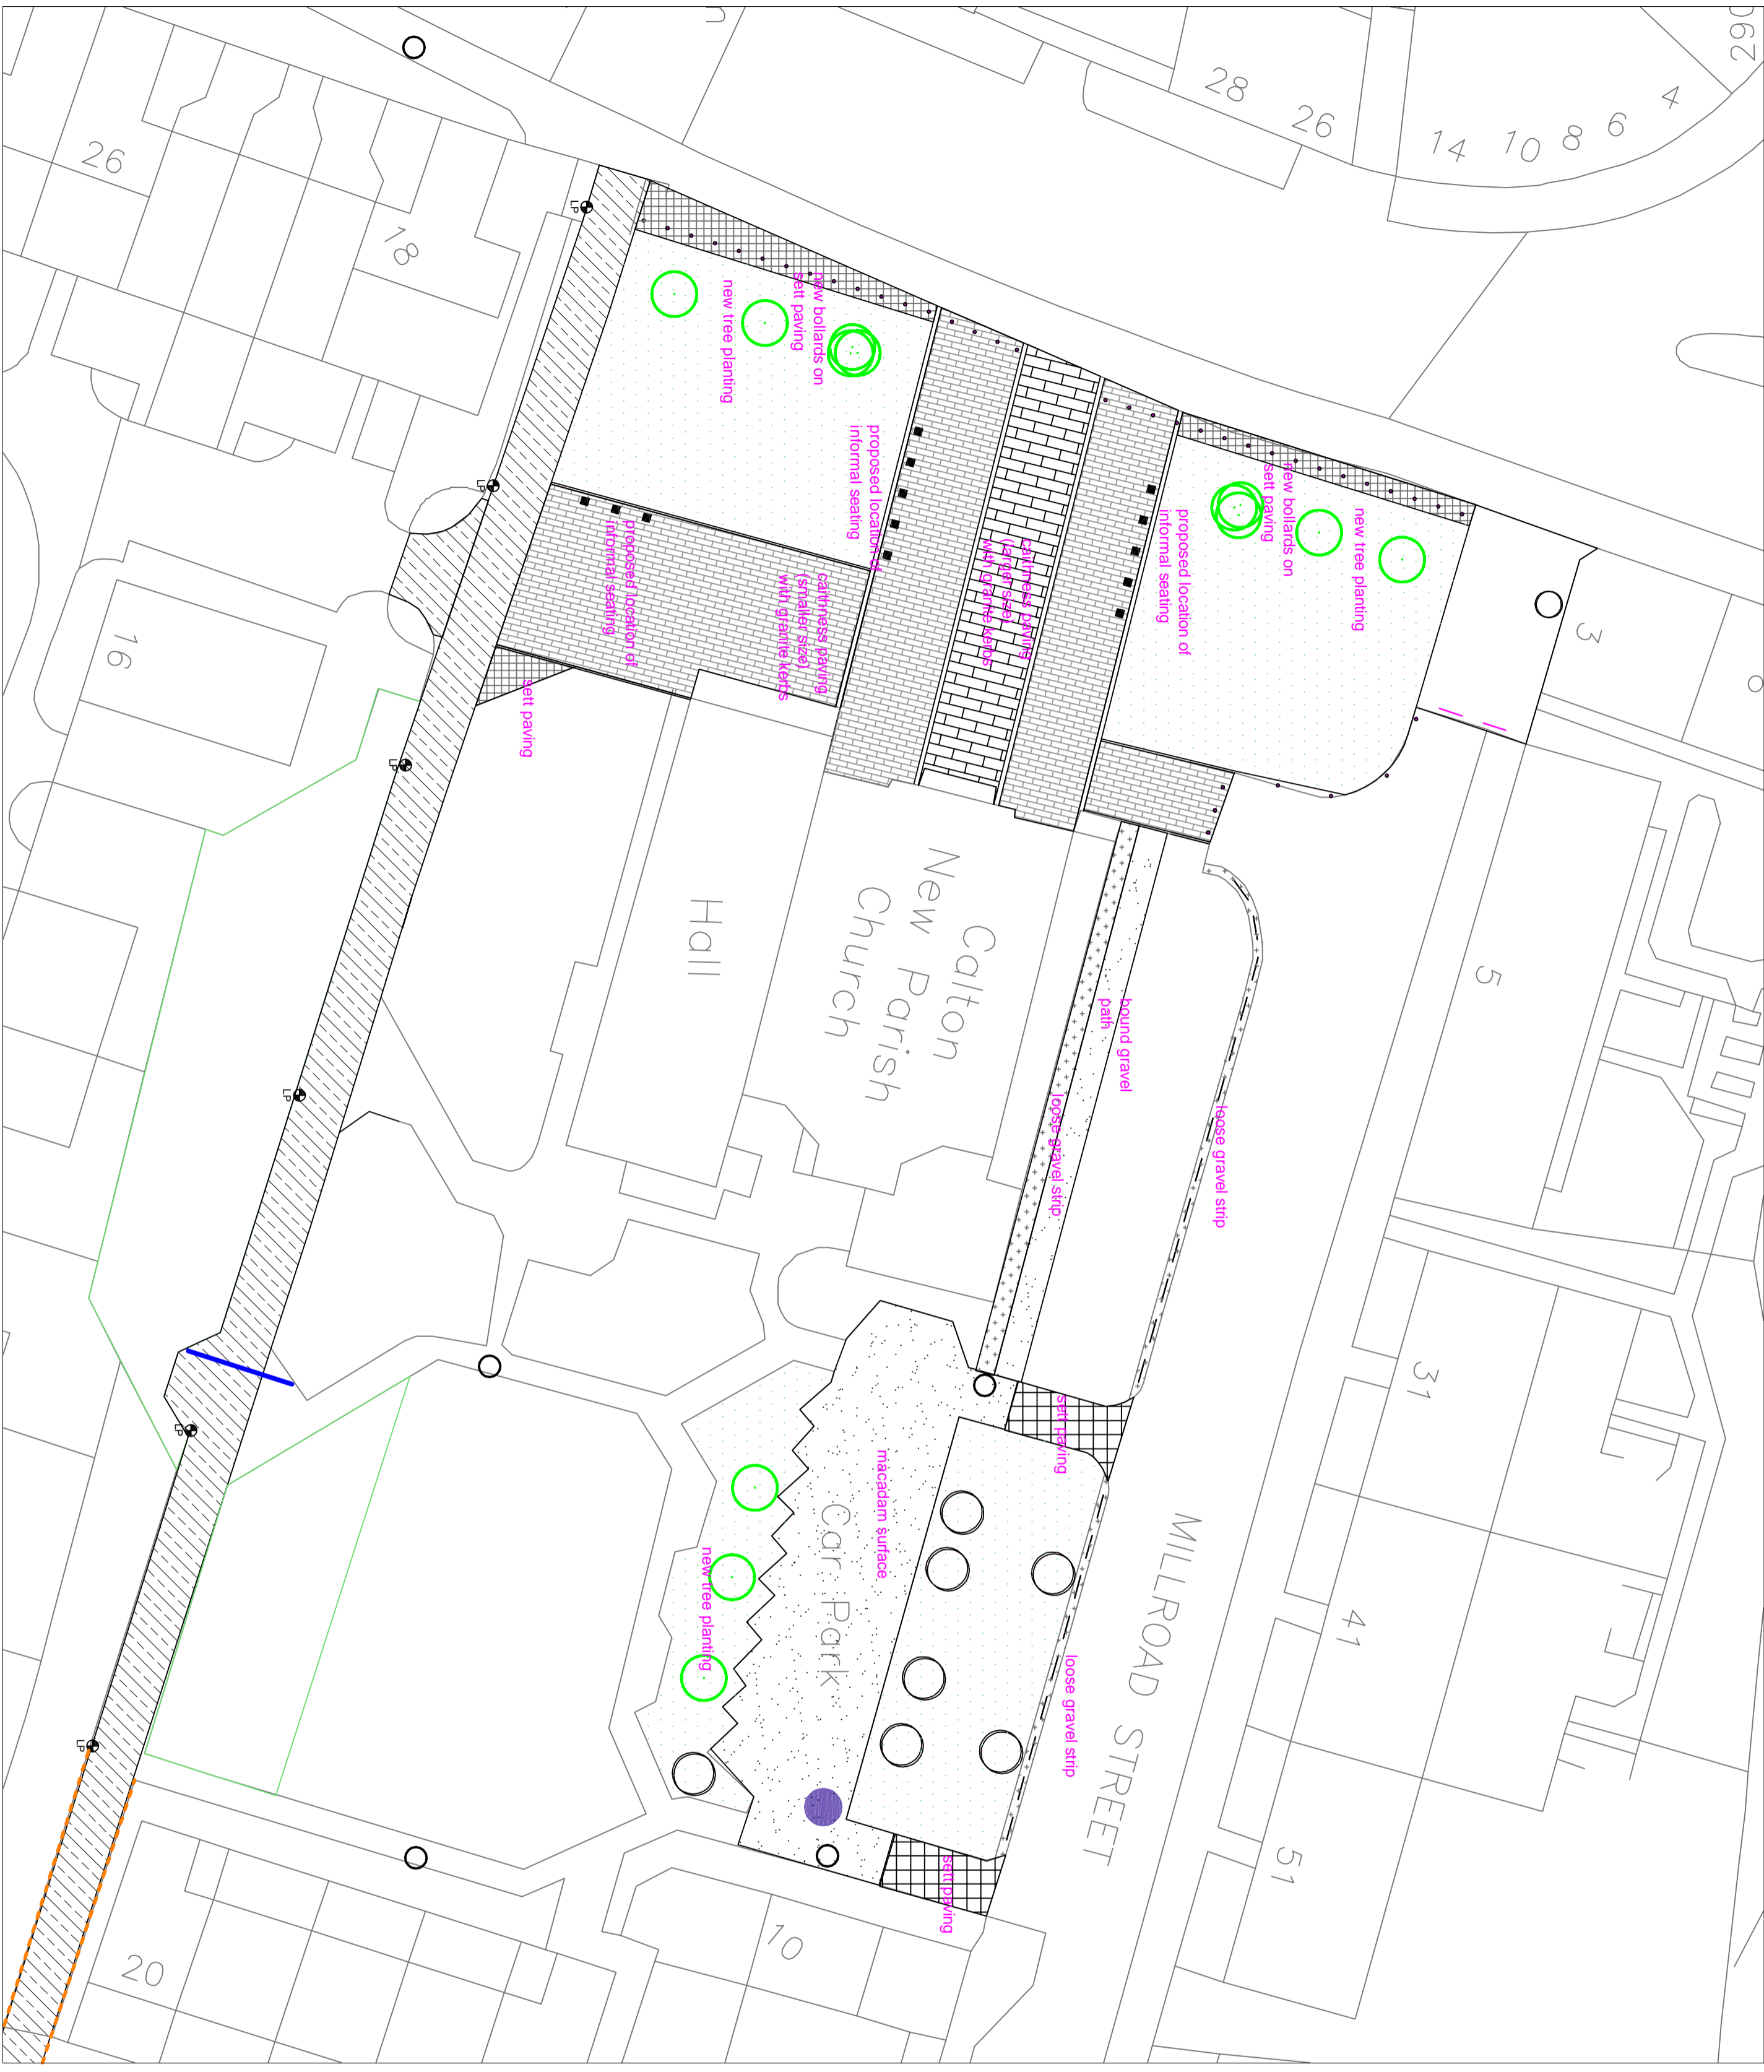 28
26
14
10
8
6
4
26
18
LP
new tree planting
new bollards on
sett paving
proposed location of
informal seating
new bollards on
sett paving
new tree planting
LP
proposed location of
informal seating
caithness paving
(smaller size)
with granite kerbs
caithness paving
(larger size)
with granite kerbs
proposed location of
informal seating
3
16
sett paving
LP
Hall
Calton
New Parish
Church
5
bound gravel
path
loose gravel strip
loose gravel strip
LP
31
sett paving
LP
macadam surface
Car Park
new tree planting
MILLROAD STREET
41
loose gravel strip
LP
51
sett paving
10
20